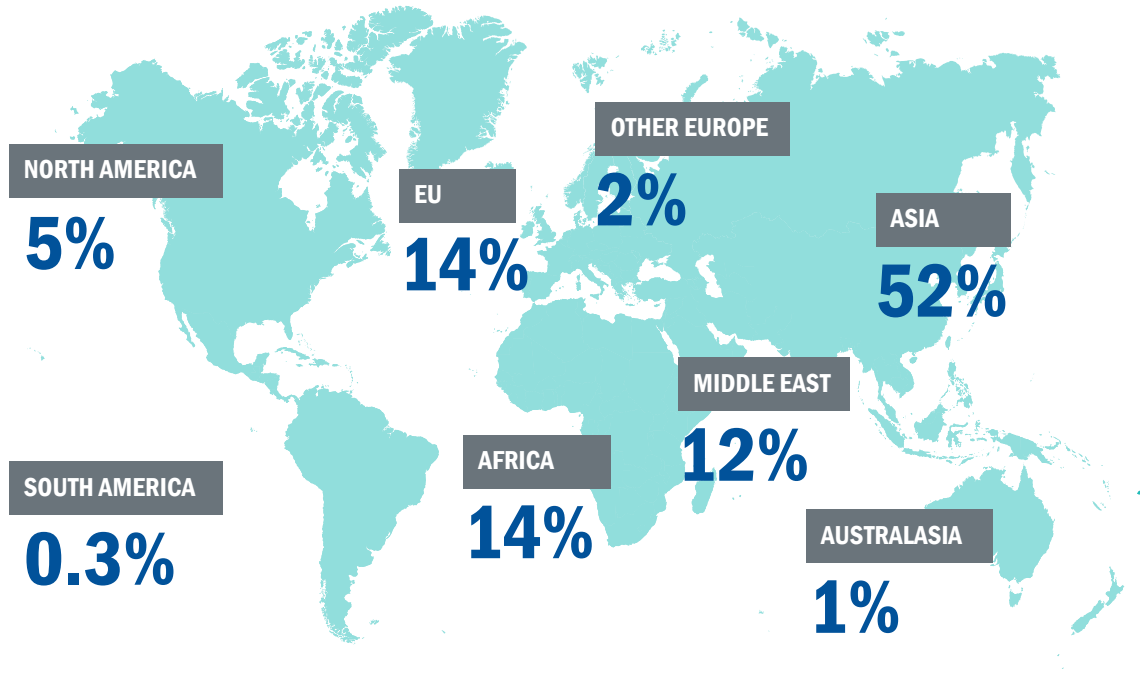 OTHER EUROPE
2%
NORTH AMERICA
5%
EU
14%
ASIA
52%
MIDDLE EAST
12%
AFRICA
14%
SOUTH AMERICA
0.3%
AUSTRALASIA
1%